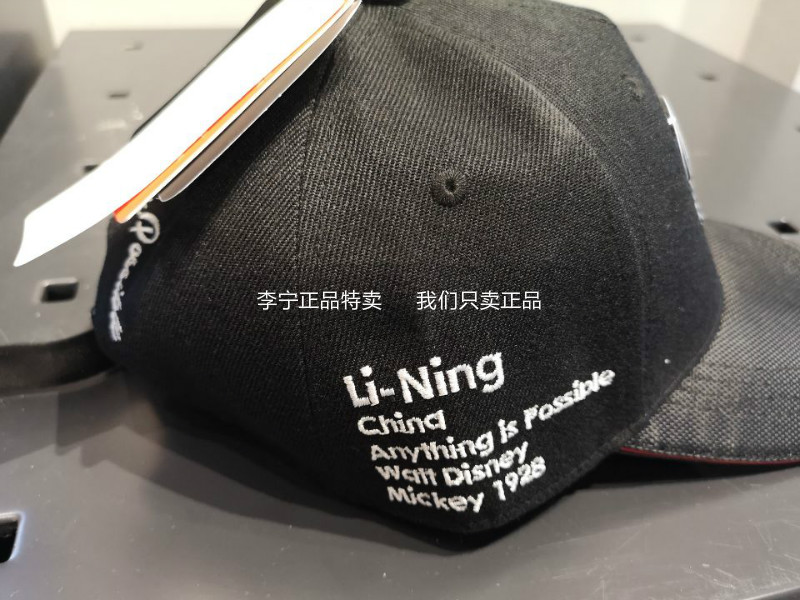 李宁正品特卖 我们只卖正品
Li-Ning
China
Anything is Possible
Walt Disney
Mickey 1928